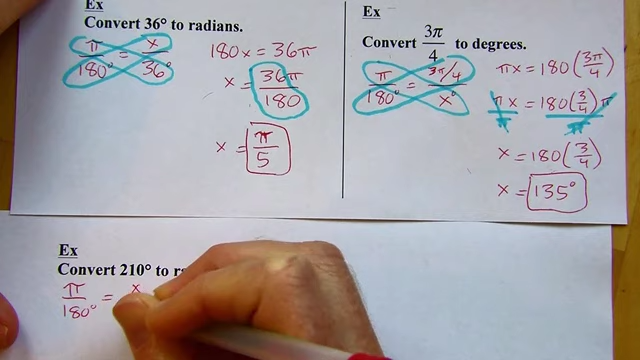 Ex
Convert 36° to radians.
π/180° = x/36°
180x = 36π
x = 36π/180
x = π/5
Ex
Convert 3π/4 to degrees.
π/180° = 3π/4/x°
πx = 180(3π/4)
πx = 180(3/4)π
π π
x = 180(3/4)
x = 135°
Ex
Convert 210° to
π/180° = x